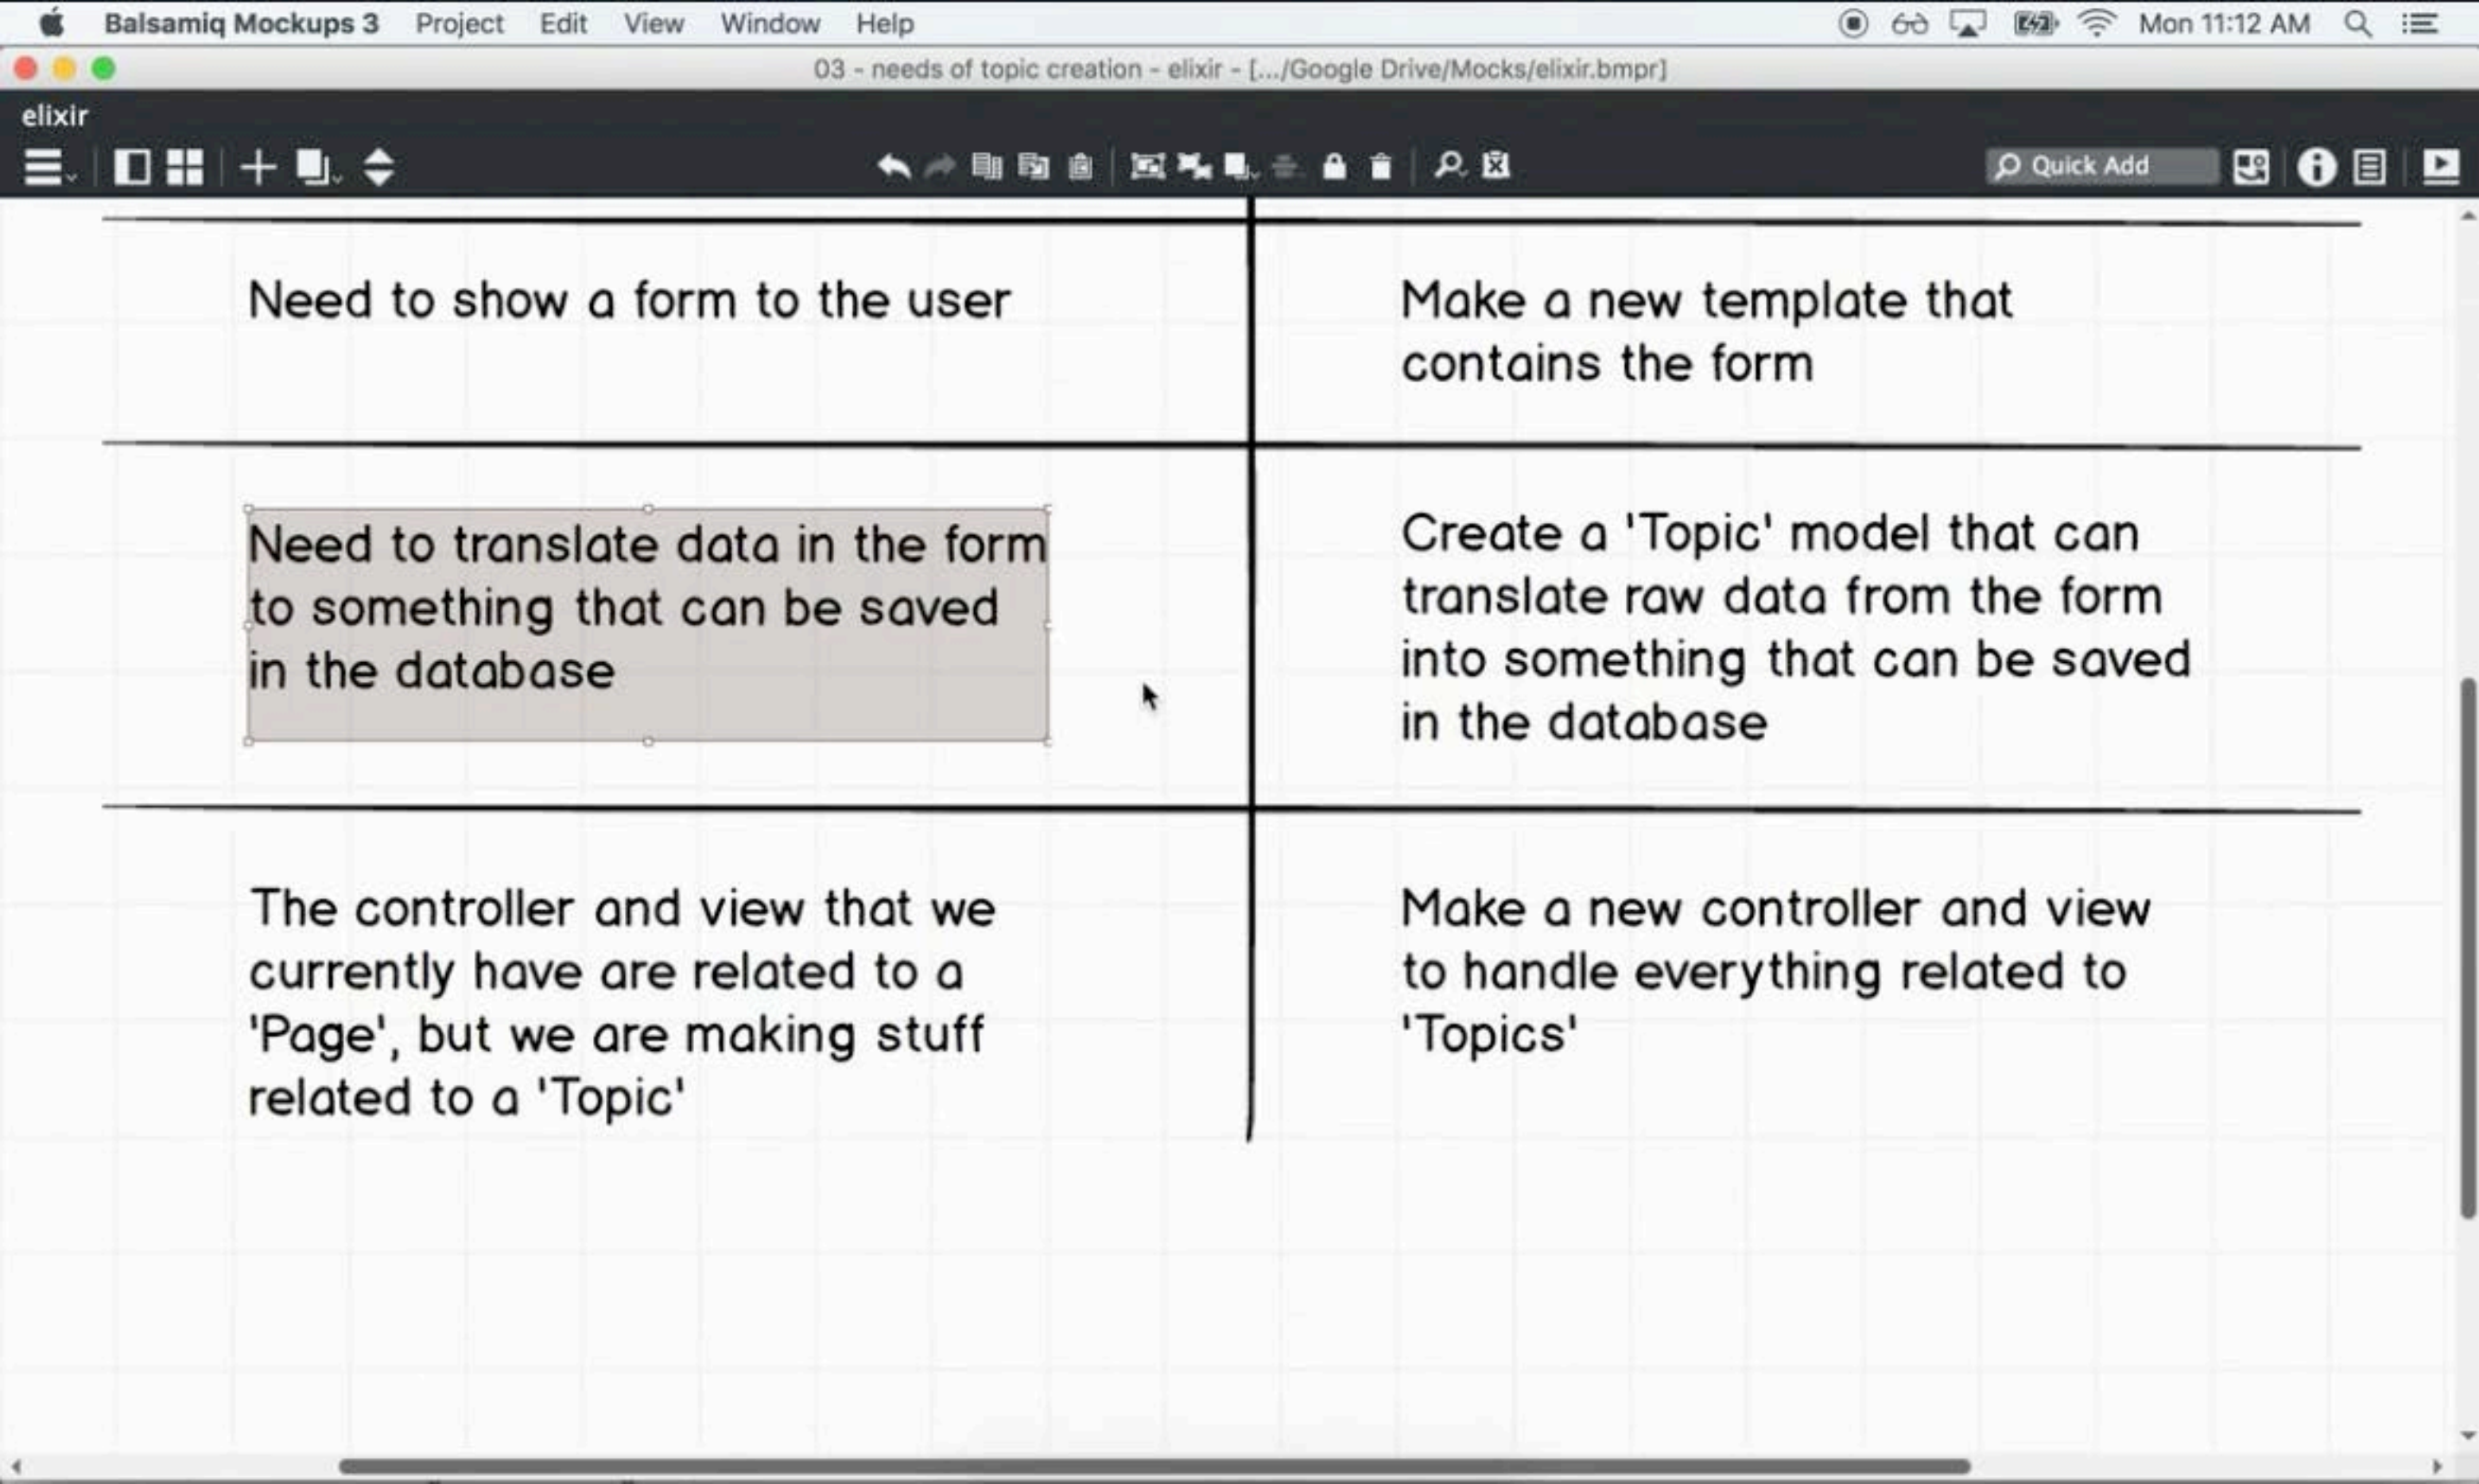 Balsamiq Mockups 3 Project Edit View Window Help Mon 11:12 AM
03 - needs of topic creation - elixir - [.../Google Drive/Mocks/elixir.bmpr]
elixir
Quick Add
Need to show a form to the user
Make a new template that
contains the form
Need to translate data in the form
to something that can be saved
in the database
Create a 'Topic' model that can
translate raw data from the form
into something that can be saved
in the database
The controller and view that we
currently have are related to a
'Page', but we are making stuff
related to a 'Topic'
Make a new controller and view
to handle everything related to
'Topics'